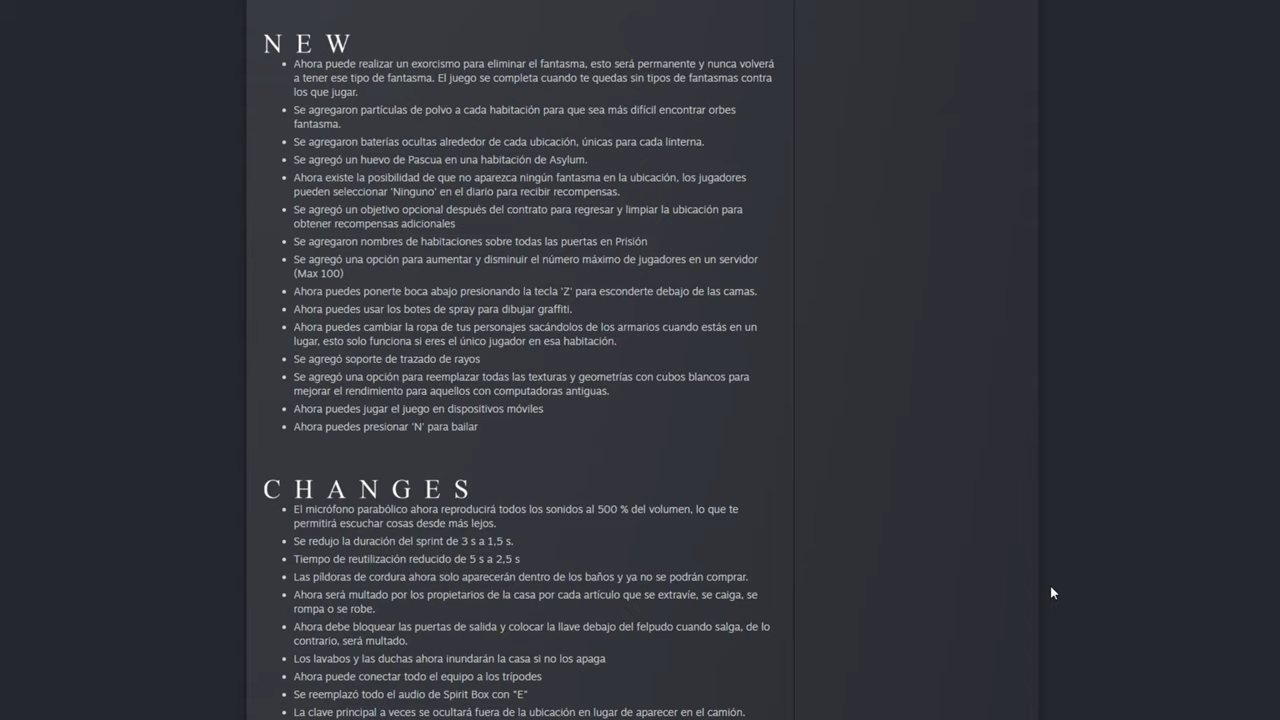 N E W
Ahora puede realizar un exorcismo para eliminar el fantasma, esto será permanente y nunca volverá
a tener ese tipo de fantasma. El juego se completa cuando te quedas sin tipos de fantasmas contra
los que jugar.
Se agregaron partículas de polvo a cada habitación para que sea más difícil encontrar orbes
fantasma.
Se agregaron baterías ocultas alrededor de cada ubicación, únicas para cada linterna.
Se agregó un huevo de Pascua en una habitación de Asylum.
Ahora existe la posibilidad de que no aparezca ningún fantasma en la ubicación, los jugadores
pueden seleccionar 'Ninguno' en el diario para recibir recompensas.
Se agregó un objetivo opcional después del contrato para regresar y limpiar la ubicación para
obtener recompensas adicionales
Se agregaron nombres de habitaciones sobre todas las puertas en Prisión
Se agregó una opción para aumentar y disminuir el número máximo de jugadores en un servidor
(Max 100)
Ahora puedes ponerte boca abajo presionando la tecla 'Z' para esconderte debajo de las camas.
Ahora puedes usar los botes de spray para dibujar graffiti.
Ahora puedes cambiar la ropa de tus personajes sacándolos de los armarios cuando estás en un
lugar, esto solo funciona si eres el único jugador en esa habitación.
Se agregó soporte de trazado de rayos
Se agregó una opción para reemplazar todas las texturas y geometrías con cubos blancos para
mejorar el rendimiento para aquellos con computadoras antiguas.
Ahora puedes jugar el juego en dispositivos móviles
Ahora puedes presionar 'N' para bailar
C H A N G E S
El micrófono parabólico ahora reproducirá todos los sonidos al 500 % del volumen, lo que te
permitirá escuchar cosas desde más lejos.
Se redujo la duración del sprint de 3 s a 1,5 s.
Tiempo de reutilización reducido de 5 s a 2,5 s
Las píldoras de cordura ahora solo aparecerán dentro de los baños y ya no se podrán comprar.
Ahora será multado por los propietarios de la casa por cada artículo que se extravíe, se caiga, se
rompa o se robe.
Ahora debe bloquear las puertas de salida y colocar la llave debajo del felpudo cuando salga, de lo
contrario, será multado.
Los lavabos y las duchas ahora inundarán la casa si no los apaga
Ahora puede conectar todo el equipo a los trípodes
Se reemplazó todo el audio de Spirit Box con "E"
La clave principal a veces se ocultará fuera de la ubicación en lugar de aparecer en el camión.